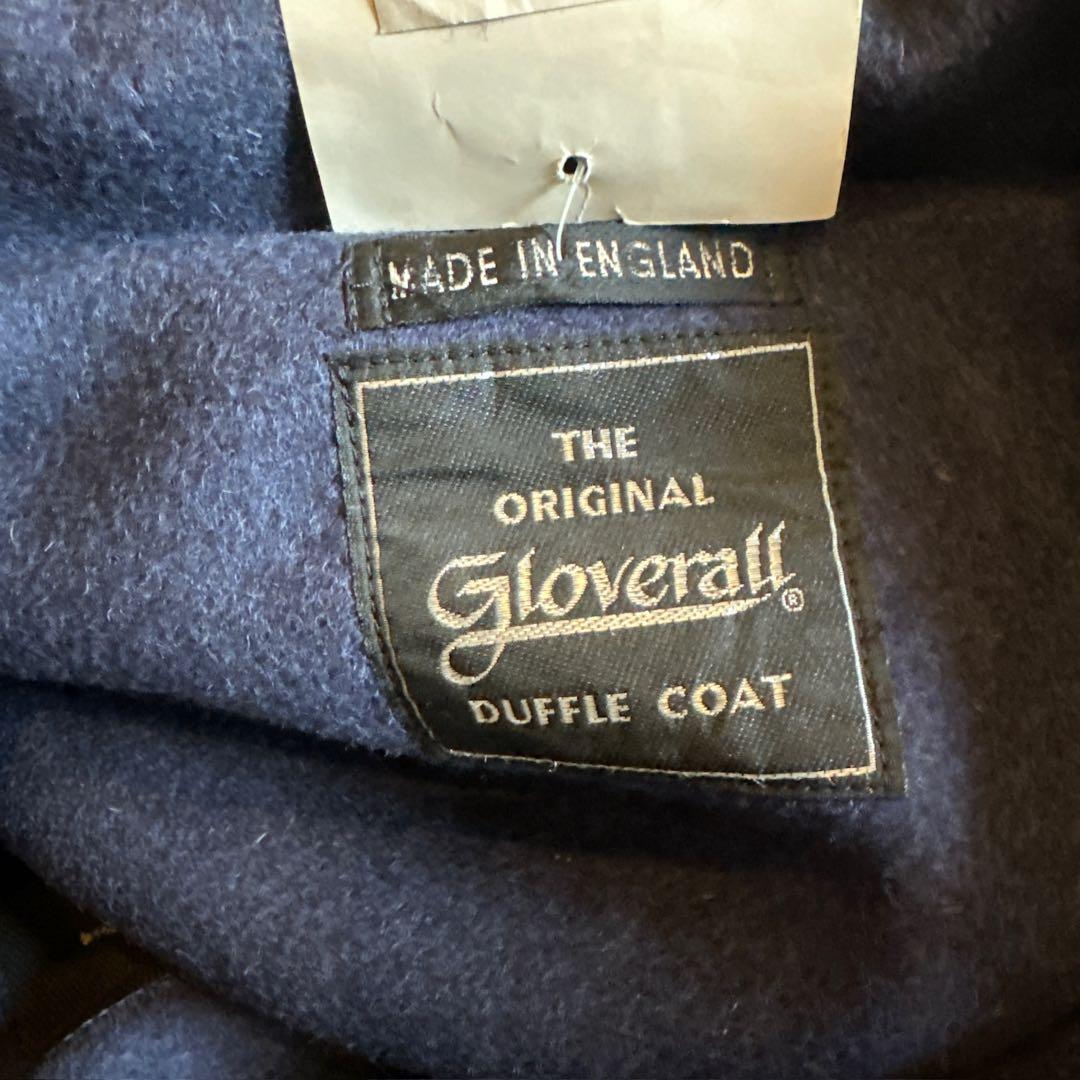 MADE IN ENGLAND
THE
ORIGINAL
Gloverall®
DUFFLE COAT